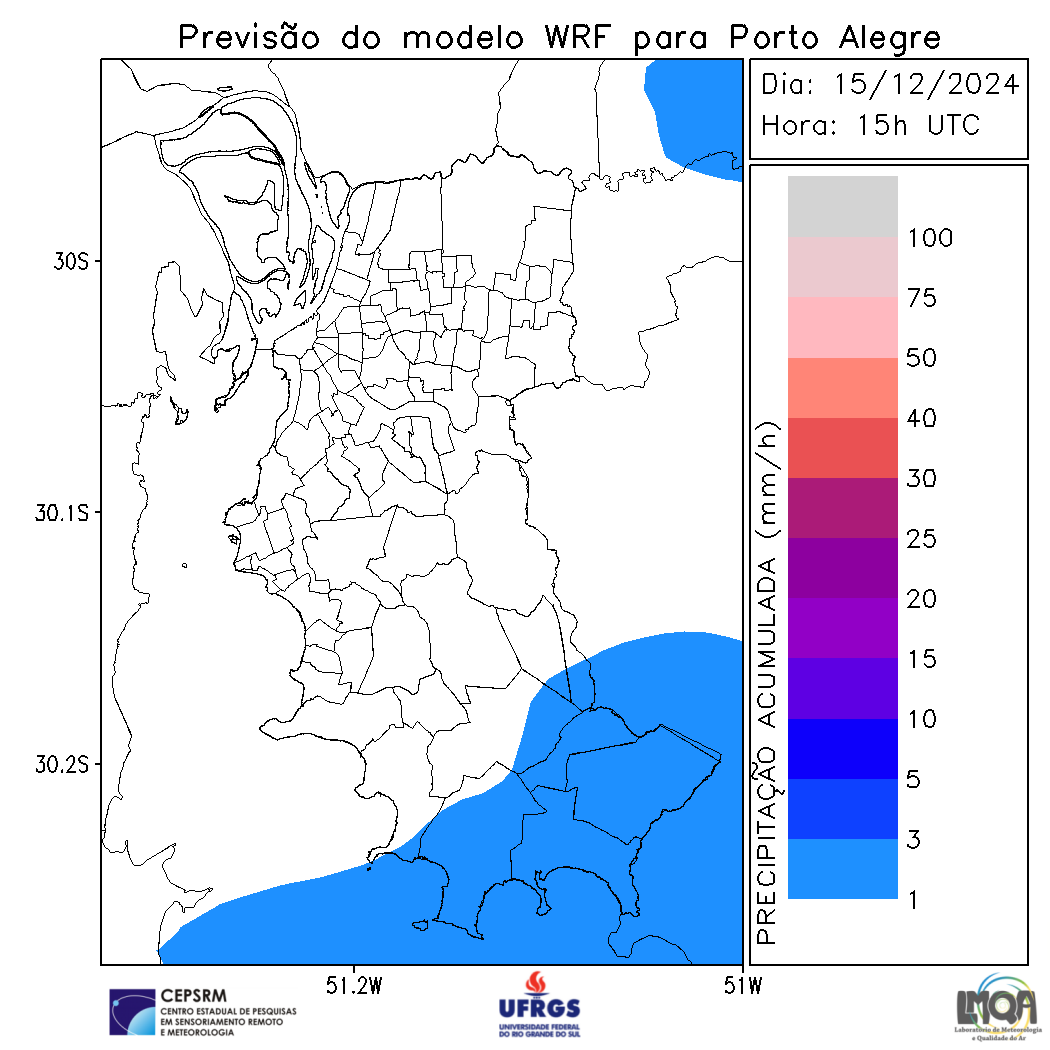 Previsão do modelo WRF para Porto Alegre
Dia: 15/12/2024
Hora: 15h UTC
30S
30.1S
30.2S
51.2W
51W
PRECIPITAÇÃO ACUMULADA (mm/h)
100
75
50
40
30
25
20
15
10
5
3
1
CEPSRM
CENTRO ESTADUAL DE PESQUISAS
EM SENSORIAMENTO REMOTO
E METEOROLOGIA
UFRGS
UNIVERSIDADE FEDERAL
DO RIO GRANDE DO SUL
LMQA
Laboratório de Meteorologia
e Qualidade do Ar